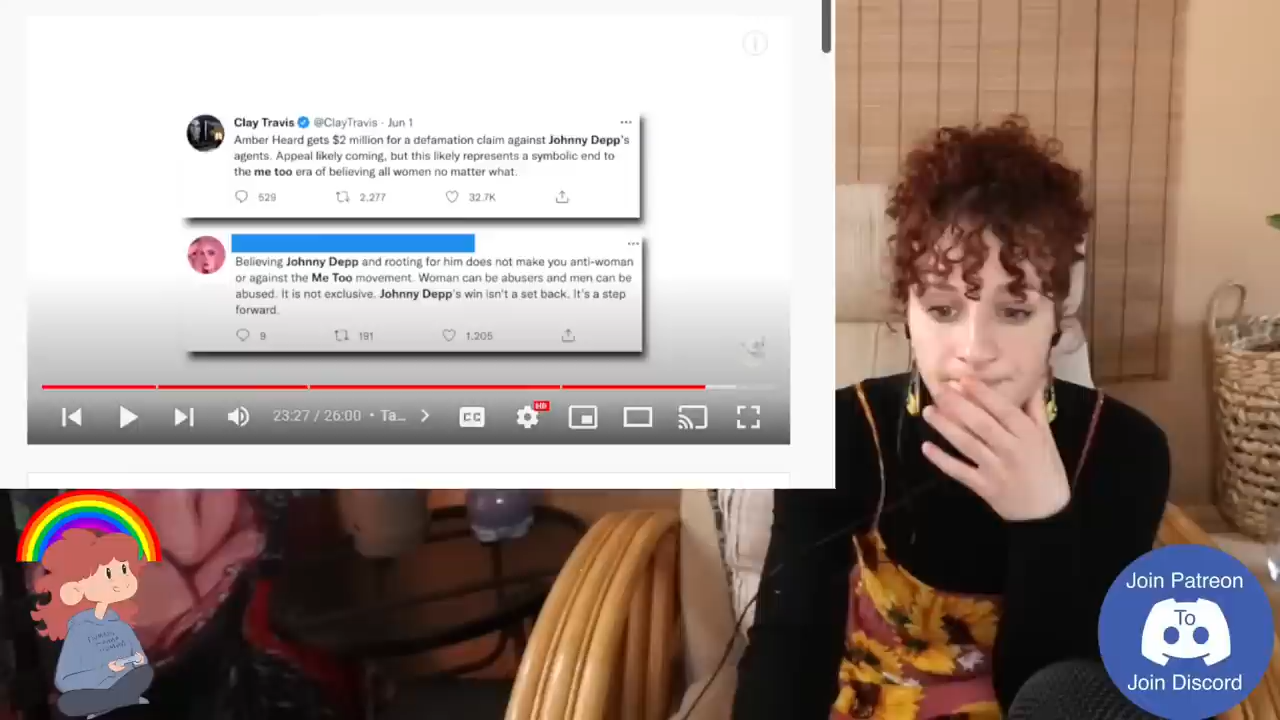 Clay Travis @ClayTravis · Jun 1
Amber Heard gets $2 million for a defamation claim against Johnny Depp's
agents. Appeal likely coming, but this likely represents a symbolic end to
the me too era of believing all women no matter what.
529 2,277 32.7K
Believing Johnny Depp and rooting for him does not make you anti-woman
or against the Me Too movement. Woman can be abusers and men can be
abused. It is not exclusive. Johnny Depp's win isn't a set back. It's a step
forward.
9 191 1,205
23:27 / 26:00 • Ta...
CC
HD
Join Patreon
To
Join Discord